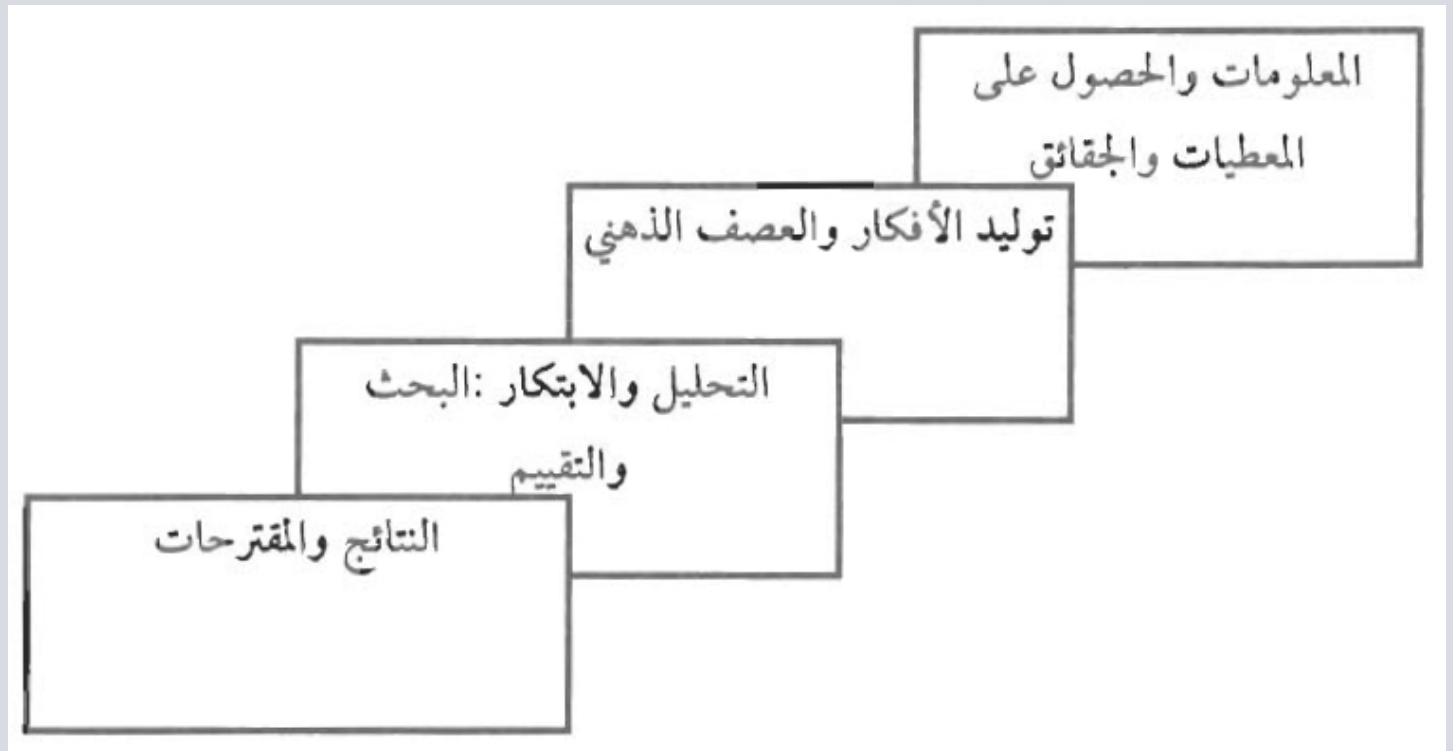 المعلومات والحصول على
المعطيات والحقائق
توليد الأفكار والعصف الذهني
التحليل والابتكار :البحث
والتقييم
النتائج والمقترحات